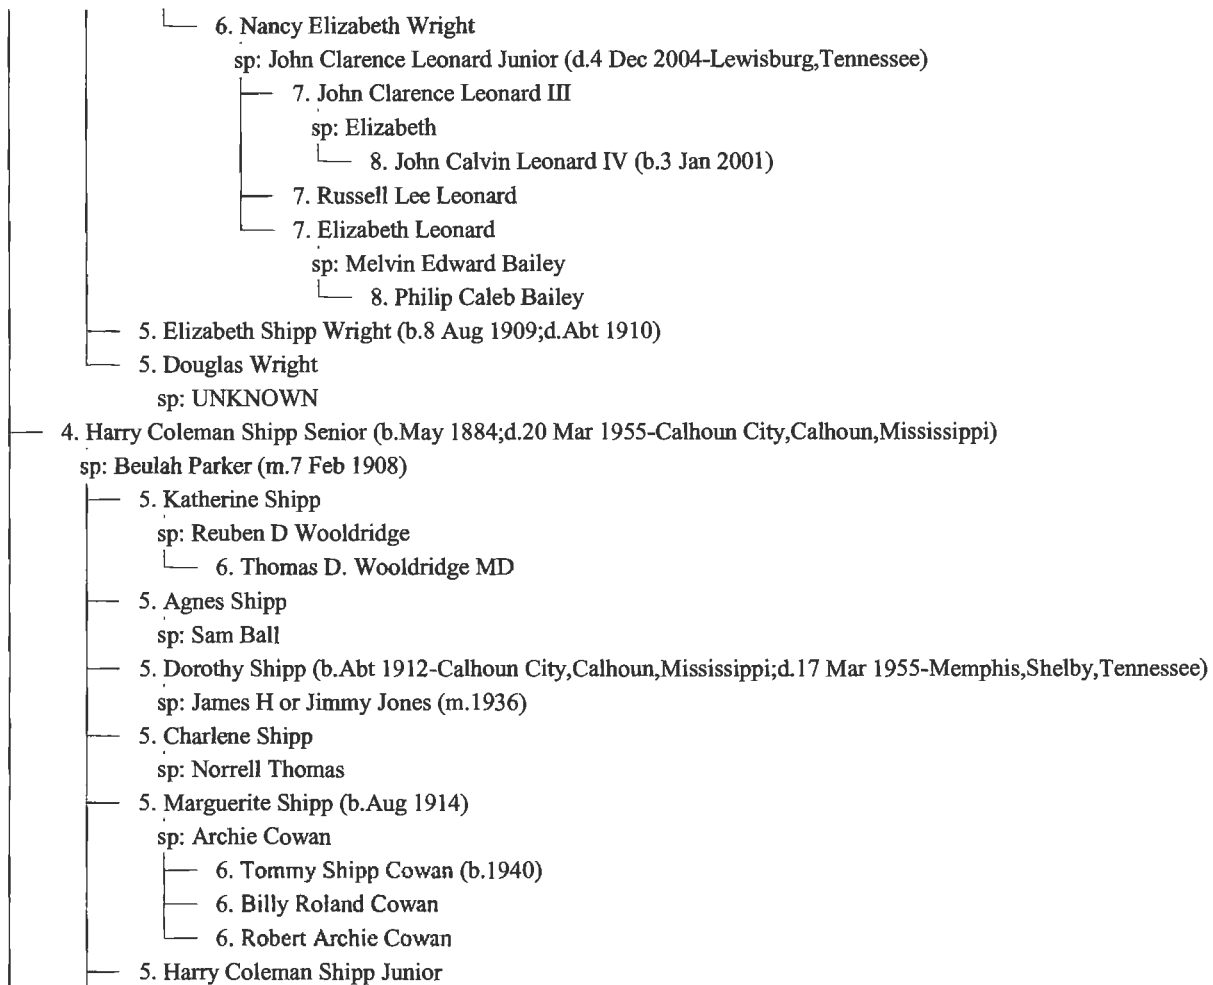 6. Nancy Elizabeth Wright
sp: John Clarence Leonard Junior (d.4 Dec 2004-Lewisburg,Tennessee)
7. John Clarence Leonard III
sp: Elizabeth
8. John Calvin Leonard IV (b.3 Jan 2001)
7. Russell Lee Leonard
7. Elizabeth Leonard
sp: Melvin Edward Bailey
8. Philip Caleb Bailey
5. Elizabeth Shipp Wright (b.8 Aug 1909;d.Abt 1910)
5. Douglas Wright
sp: UNKNOWN
4. Harry Coleman Shipp Senior (b.May 1884;d.20 Mar 1955-Calhoun City,Calhoun,Mississippi)
sp: Beulah Parker (m.7 Feb 1908)
5. Katherine Shipp
sp: Reuben D Wooldridge
6. Thomas D. Wooldridge MD
5. Agnes Shipp
sp: Sam Ball
5. Dorothy Shipp (b.Abt 1912-Calhoun City,Calhoun,Mississippi;d.17 Mar 1955-Memphis,Shelby,Tennessee)
sp: James H or Jimmy Jones (m.1936)
5. Charlene Shipp
sp: Norrell Thomas
5. Marguerite Shipp (b.Aug 1914)
sp: Archie Cowan
6. Tommy Shipp Cowan (b.1940)
6. Billy Roland Cowan
6. Robert Archie Cowan
5. Harry Coleman Shipp Junior